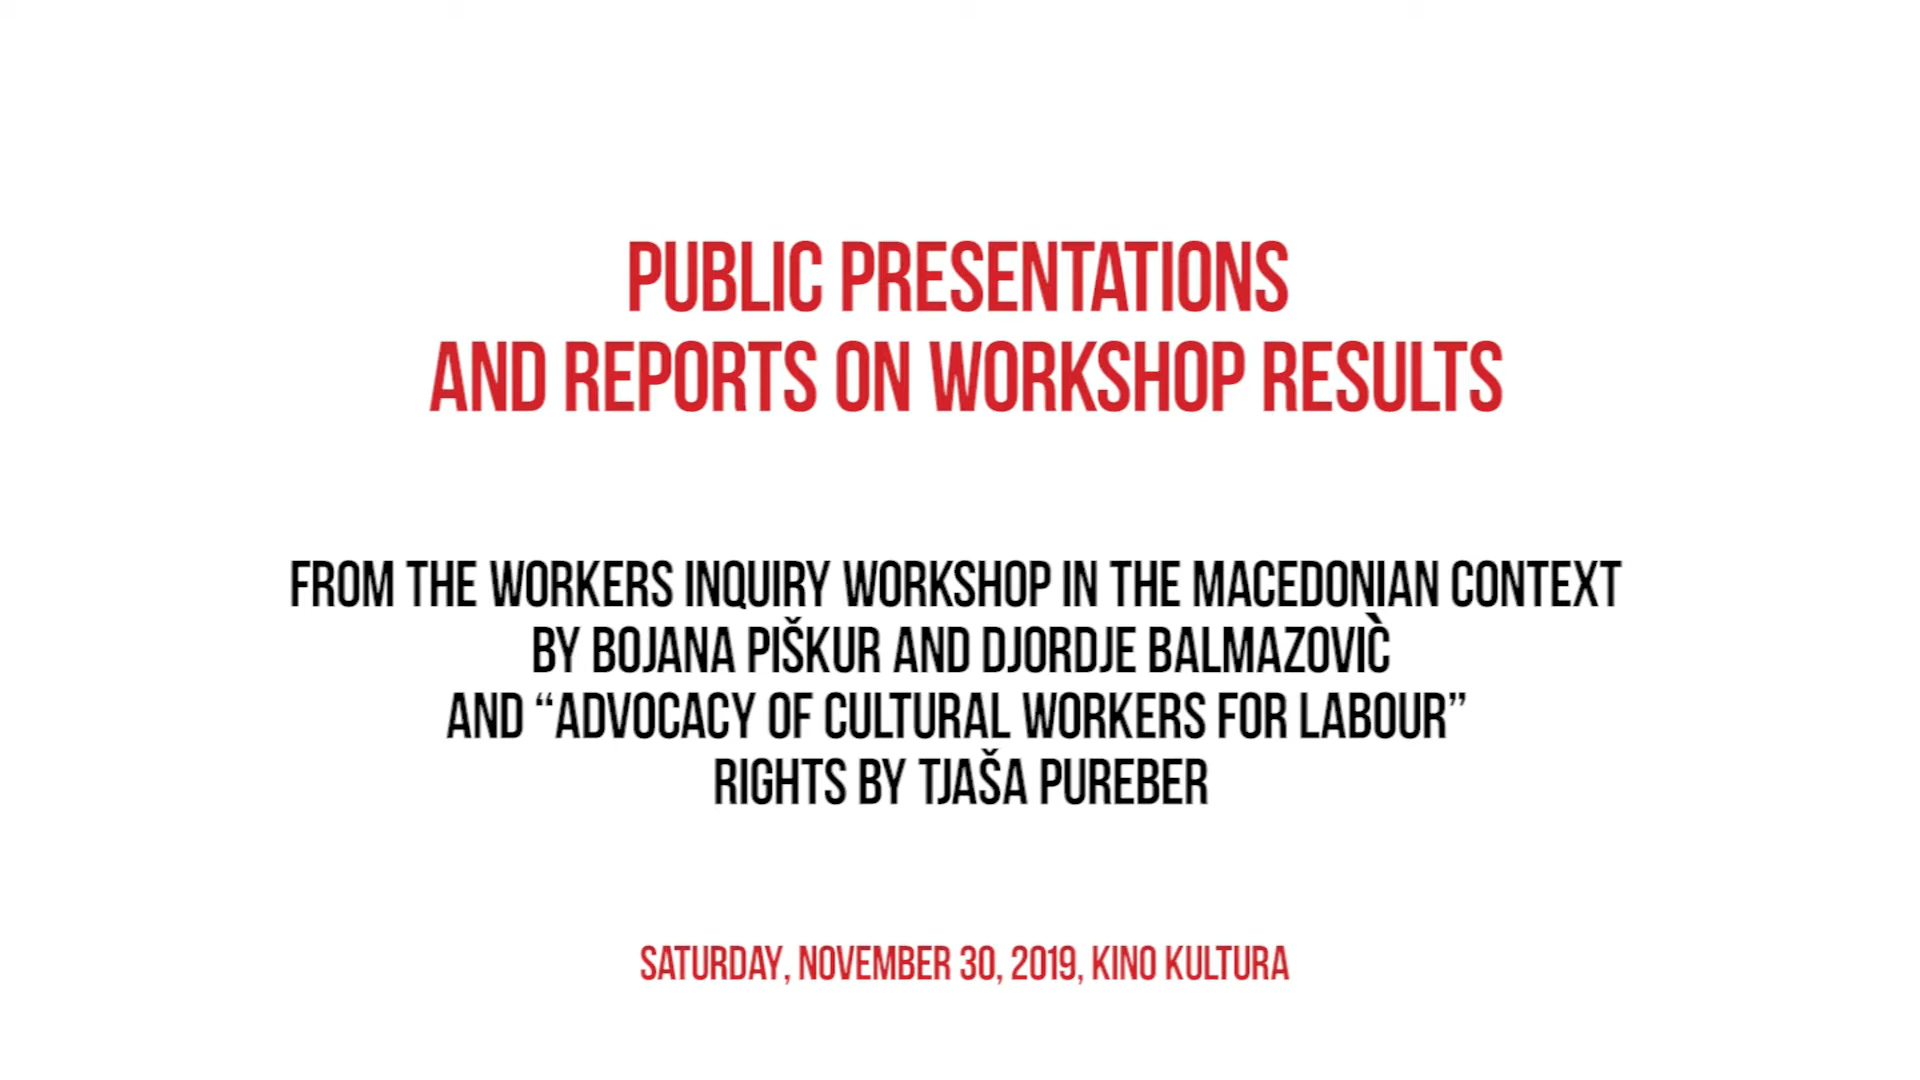 PUBLIC PRESENTATIONS
AND REPORTS ON WORKSHOP RESULTS
FROM THE WORKERS INQUIRY WORKSHOP IN THE MACEDONIAN CONTEXT
BY BOJANA PIŠKUR AND DJORDJE BALMAZOVIC̀
AND “ADVOCACY OF CULTURAL WORKERS FOR LABOUR”
RIGHTS BY TJAŠA PUREBER
SATURDAY, NOVEMBER 30, 2019, KINO KULTURA